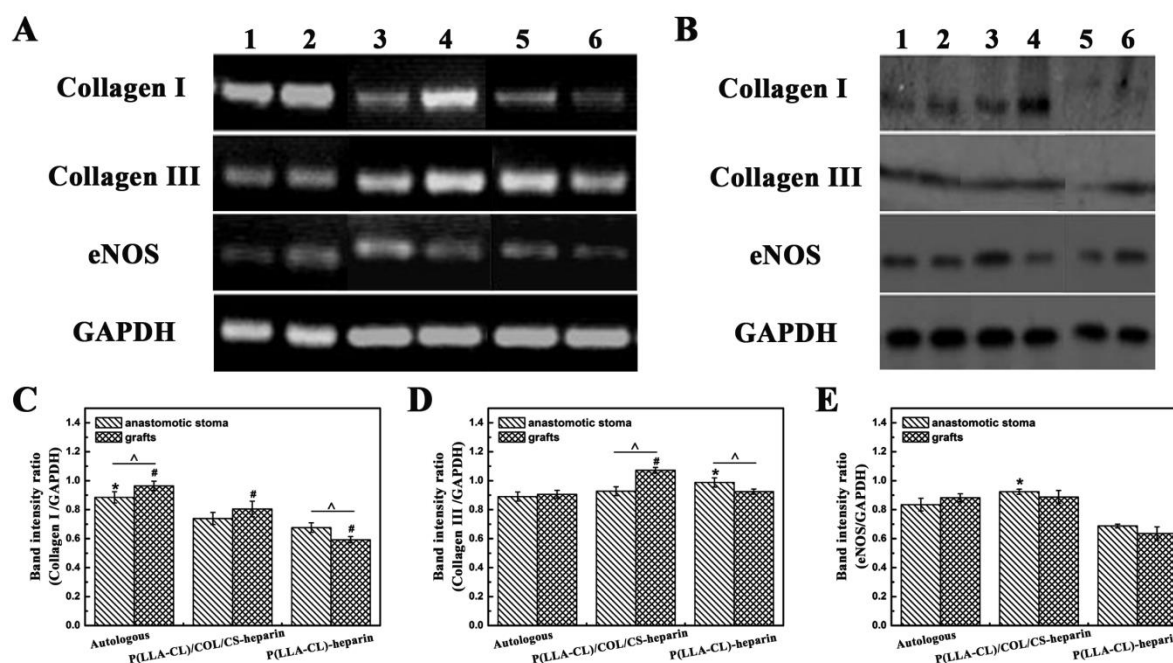 A
1 2 3 4 5 6
Collagen I
Collagen III
eNOS
GAPDH
B
1 2 3 4 5 6
Collagen I
Collagen III
eNOS
GAPDH
C
Band intensity ratio
(Collagen I /GAPDH)
1.4
1.2
1.0
0.8
0.6
0.4
0.2
0.0
anastomotic stoma
grafts
^
* #
#
^
#
Autologous
P(LLA-CL)/COL/CS-heparin
P(LLA-CL)-heparin
D
Band intensity ratio
(Collagen III /GAPDH)
1.4
1.2
1.0
0.8
0.6
0.4
0.2
0.0
anastomotic stoma
grafts
^
#
^
*
Autologous
P(LLA-CL)/COL/CS-heparin
P(LLA-CL)-heparin
E
Band intensity ratio
(eNOS/GAPDH)
1.4
1.2
1.0
0.8
0.6
0.4
0.2
0.0
anastomotic stoma
grafts
*
Autologous
P(LLA-CL)/COL/CS-heparin
P(LLA-CL)-heparin